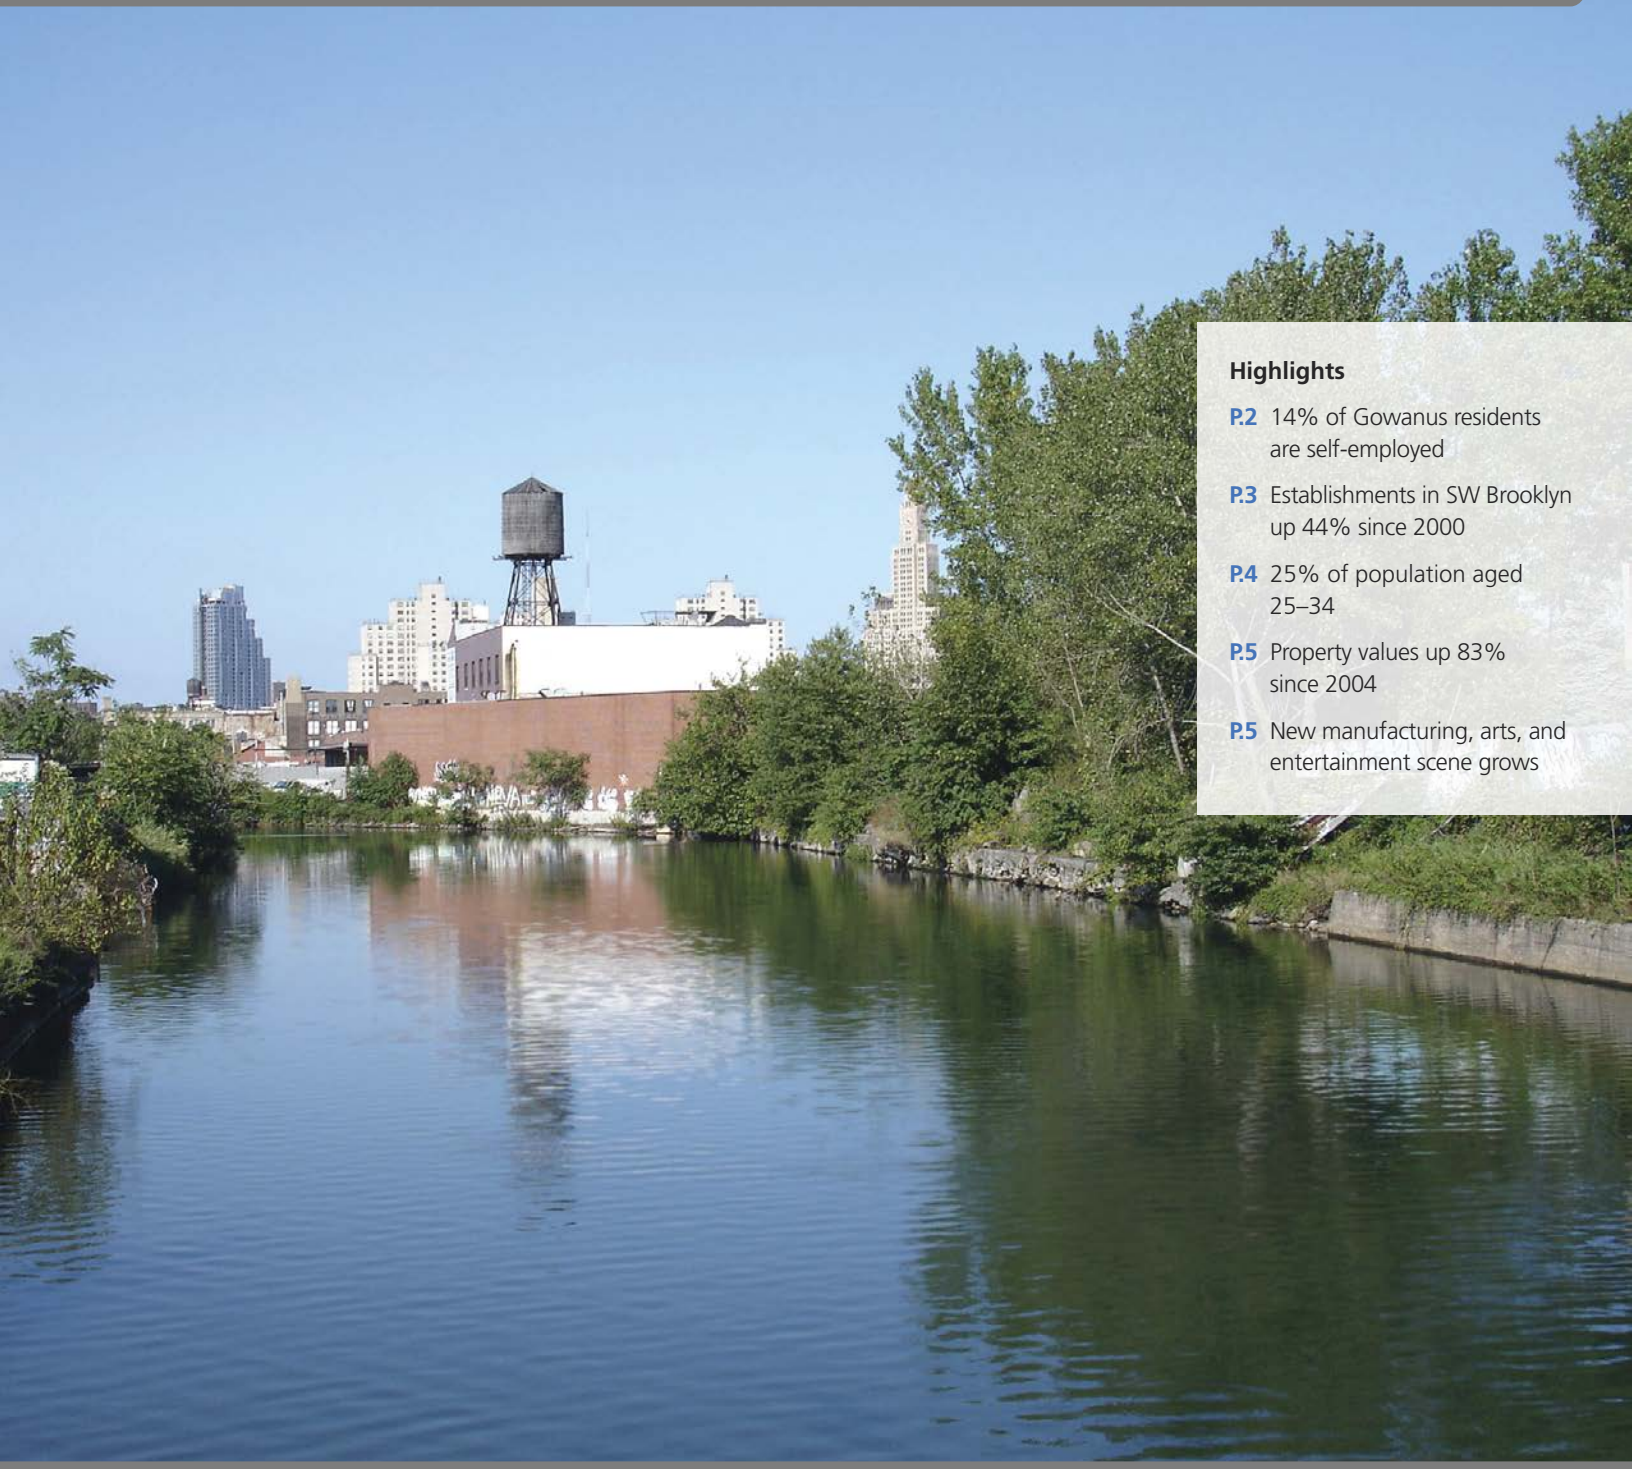 Highlights
P.2 14% of Gowanus residents
are self-employed
P.3 Establishments in SW Brooklyn
up 44% since 2000
P.4 25% of population aged
25–34
P.5 Property values up 83%
since 2004
P.5 New manufacturing, arts, and
entertainment scene grows